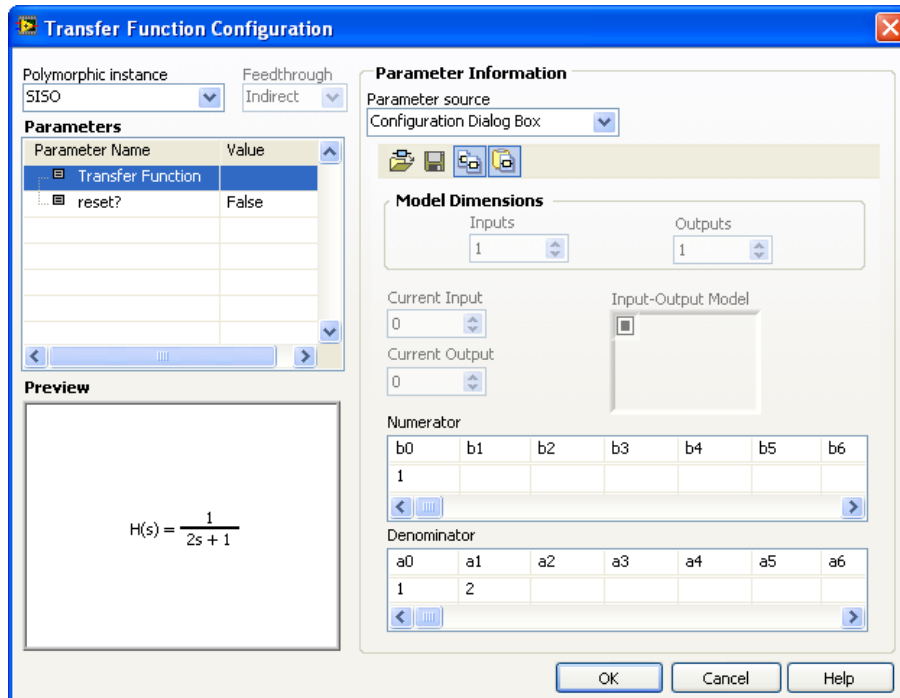 Transfer Function Configuration
Polymorphic instance
SISO
Feedthrough
Indirect
Parameters
Parameter Name Value
Transfer Function
reset? False
Preview
H(s) = 1
2s + 1
Parameter Information
Parameter source
Configuration Dialog Box
Model Dimensions
Inputs Outputs
1 1
Current Input
0
Current Output
0
Input-Output Model
Numerator
b0 b1 b2 b3 b4 b5 b6
1
Denominator
a0 a1 a2 a3 a4 a5 a6
1 2
OK Cancel Help